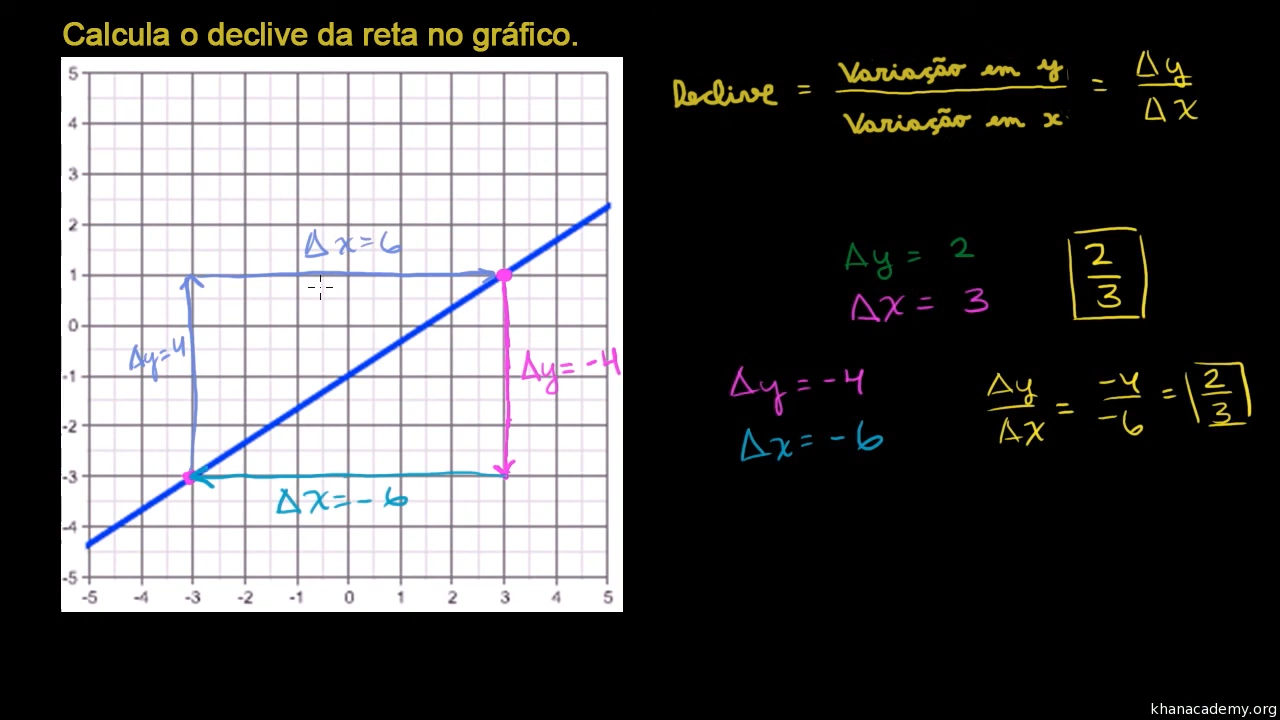 Calcula o declive da reta no gráfico.
Declive = Variação em y / Variação em x = Δy / Δx
5
4
3
2
1
0
-1
-2
-3
-4
-5
-5 -4 -3 -2 -1 0 1 2 3 4 5
Δx=6
Δy=4
Δy=-4
Δx=-6
Δy = 2
Δx = 3
2/3
Δy = -4
Δx = -6
Δy / Δx = -4 / -6 = 2/3
khanacademy.org